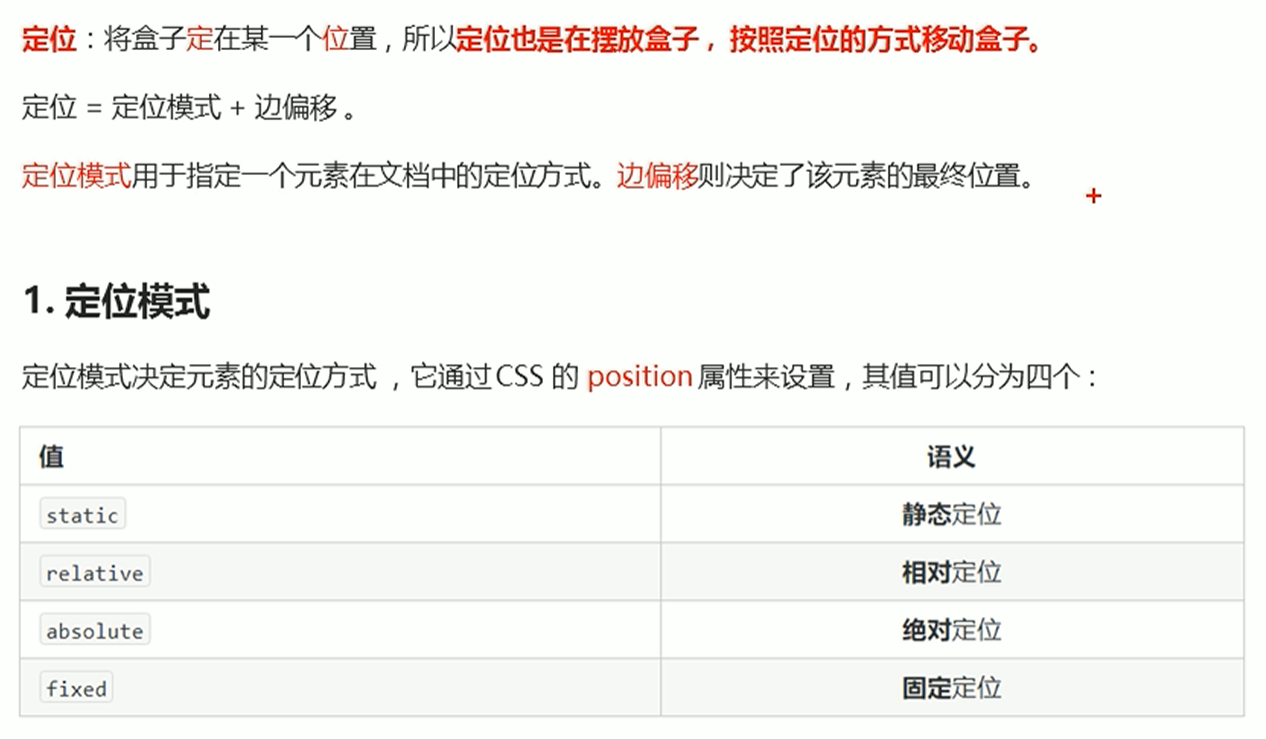 定位：将盒子定在某一个位置，所以定位也是在摆放盒子，按照定位的方式移动盒子。
定位 = 定位模式 + 边偏移 。
定位模式用于指定一个元素在文档中的定位方式。边偏移则决定了该元素的最终位置。
1. 定位模式
定位模式决定元素的定位方式 ，它通过 CSS 的 position 属性来设置，其值可以分为四个：
值 语义
static 静态定位
relative 相对定位
absolute 绝对定位
fixed 固定定位